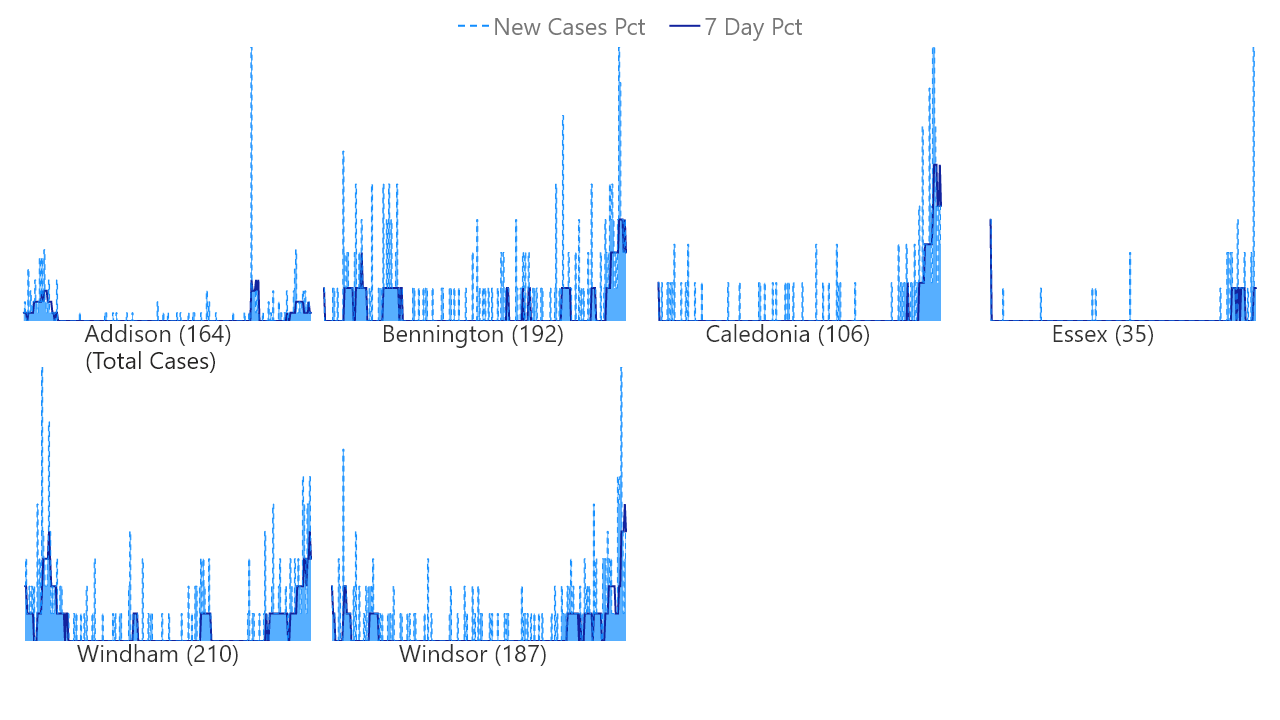 New Cases Pct 7 Day Pct
Addison (164)
(Total Cases)
Bennington (192)
Caledonia (106)
Essex (35)
Windham (210)
Windsor (187)